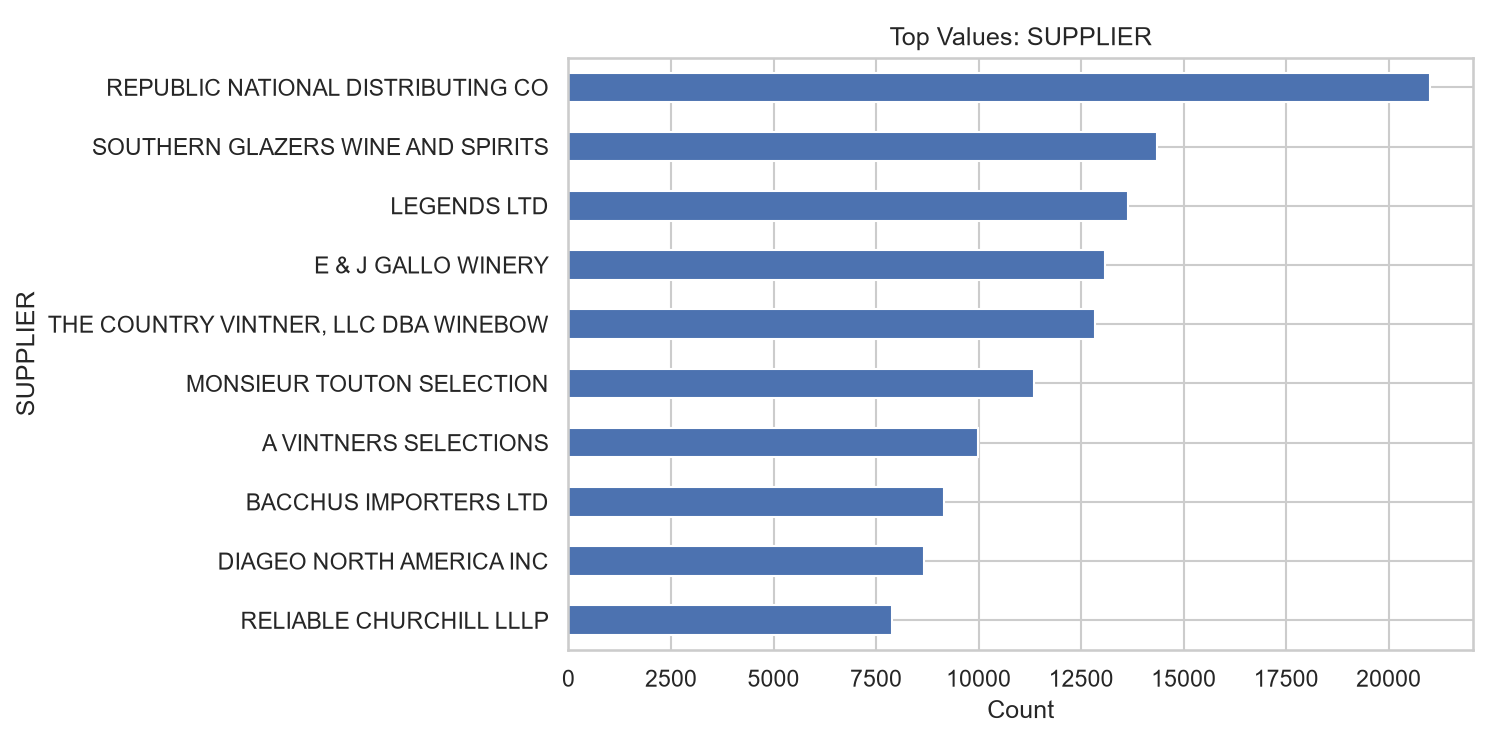 Top Values: SUPPLIER
SUPPLIER
REPUBLIC NATIONAL DISTRIBUTING CO
SOUTHERN GLAZERS WINE AND SPIRITS
LEGENDS LTD
E & J GALLO WINERY
THE COUNTRY VINTNER, LLC DBA WINEBOW
MONSIEUR TOUTON SELECTION
A VINTNERS SELECTIONS
BACCHUS IMPORTERS LTD
DIAGEO NORTH AMERICA INC
RELIABLE CHURCHILL LLLP
0 2500 5000 7500 10000 12500 15000 17500 20000
Count